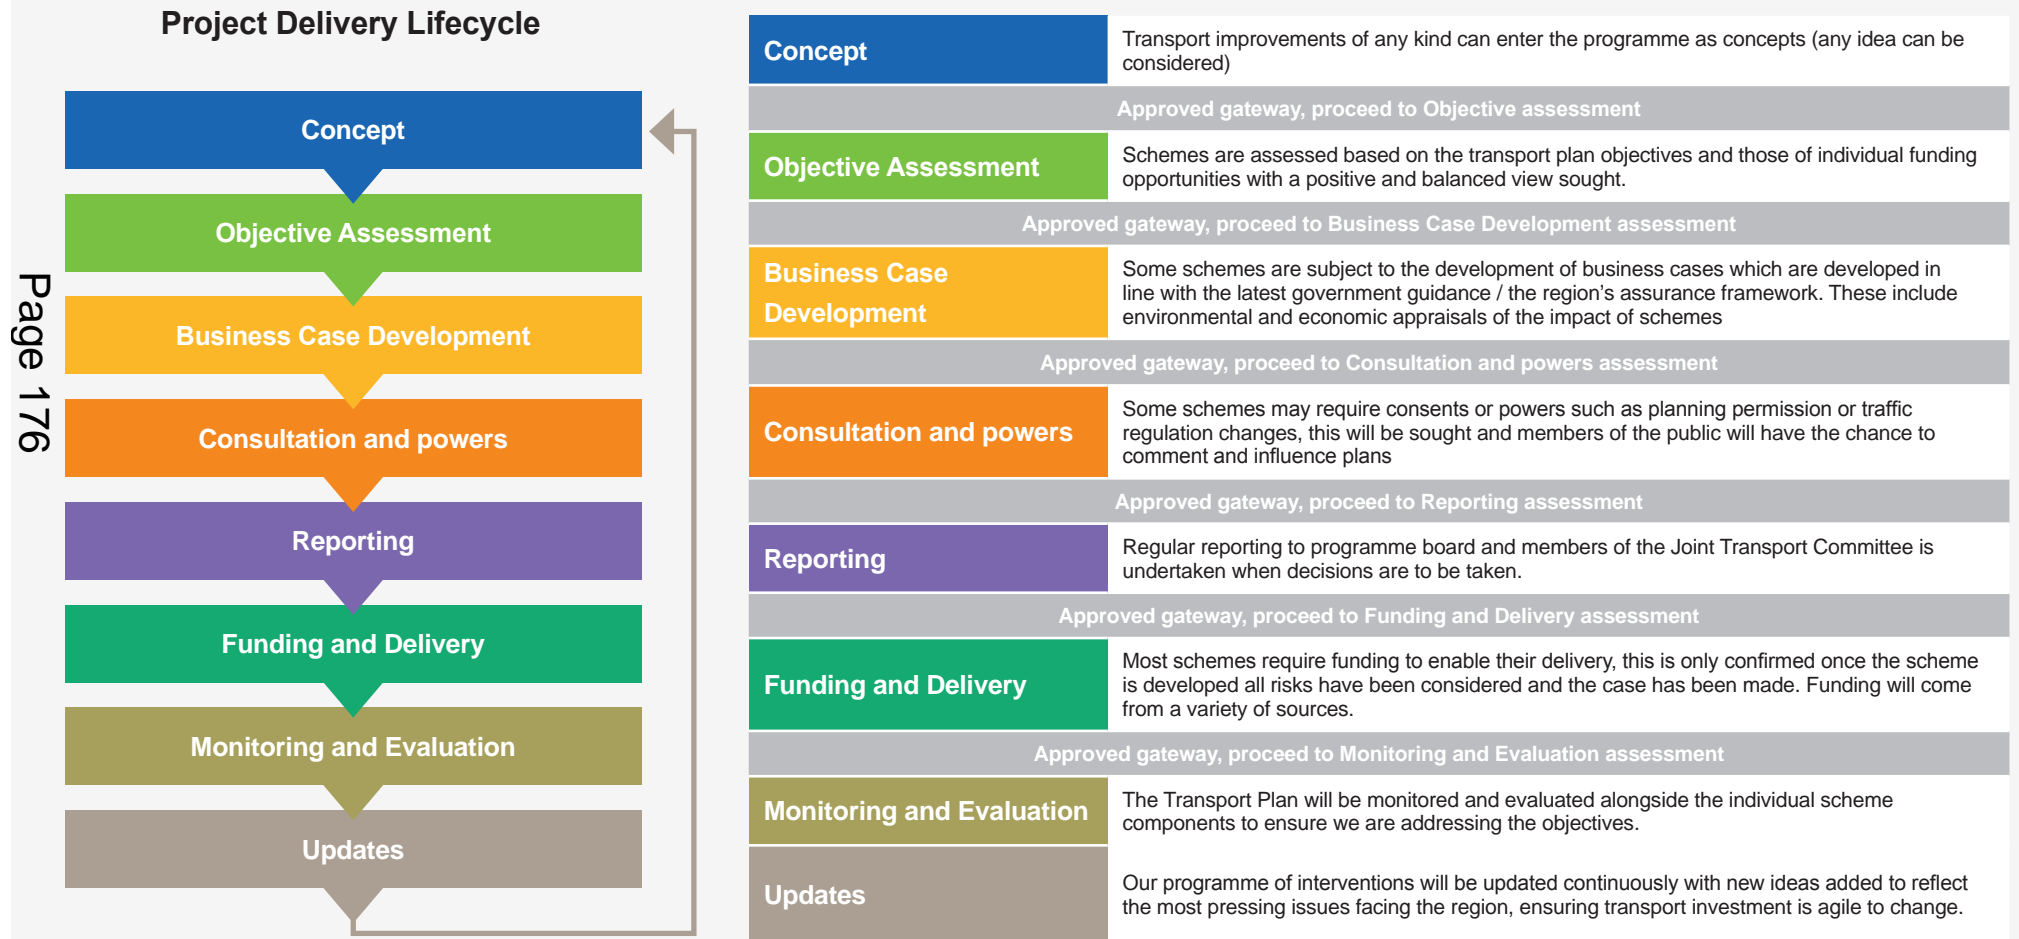 Project Delivery Lifecycle
Concept
Objective Assessment
Business Case Development
Consultation and powers
Reporting
Funding and Delivery
Monitoring and Evaluation
Updates
Page 176
Concept
Transport improvements of any kind can enter the programme as concepts (any idea can be
considered)
Approved gateway, proceed to Objective assessment
Objective Assessment
Schemes are assessed based on the transport plan objectives and those of individual funding
opportunities with a positive and balanced view sought.
Approved gateway, proceed to Business Case Development assessment
Business Case
Development
Some schemes are subject to the development of business cases which are developed in
line with the latest government guidance / the region's assurance framework. These include
environmental and economic appraisals of the impact of schemes
Approved gateway, proceed to Consultation and powers assessment
Consultation and powers
Some schemes may require consents or powers such as planning permission or traffic
regulation changes, this will be sought and members of the public will have the chance to
comment and influence plans
Approved gateway, proceed to Reporting assessment
Reporting
Regular reporting to programme board and members of the Joint Transport Committee is
undertaken when decisions are to be taken.
Approved gateway, proceed to Funding and Delivery assessment
Funding and Delivery
Most schemes require funding to enable their delivery, this is only confirmed once the scheme
is developed all risks have been considered and the case has been made. Funding will come
from a variety of sources.
Approved gateway, proceed to Monitoring and Evaluation assessment
Monitoring and Evaluation
The Transport Plan will be monitored and evaluated alongside the individual scheme
components to ensure we are addressing the objectives.
Updates
Our programme of interventions will be updated continuously with new ideas added to reflect
the most pressing issues facing the region, ensuring transport investment is agile to change.